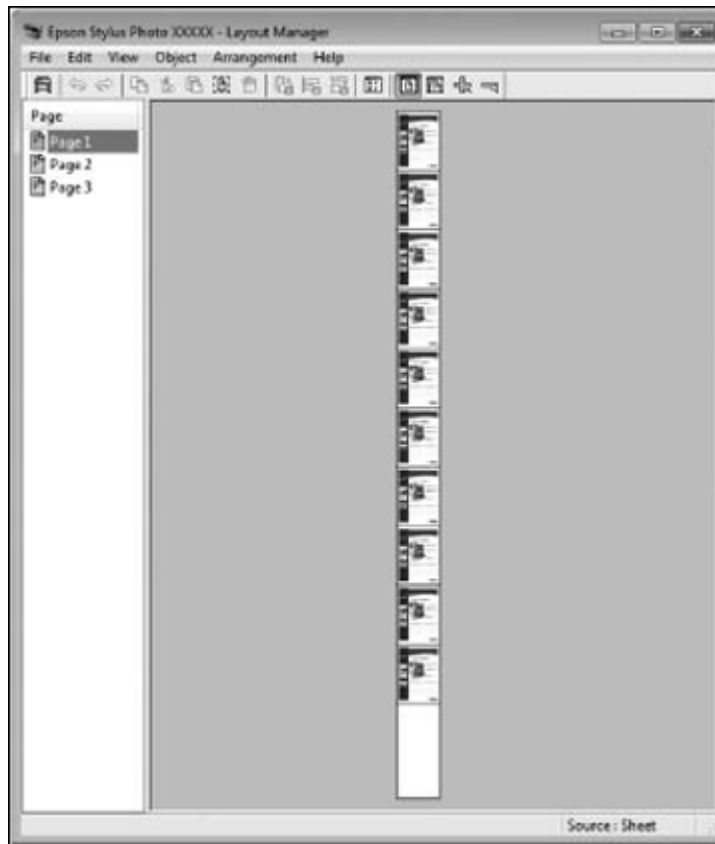 Epson Stylus Photo XXXXX - Layout Manager
File Edit View Object Arrangement Help
Page
Page 1
Page 2
Page 3
Source : Sheet